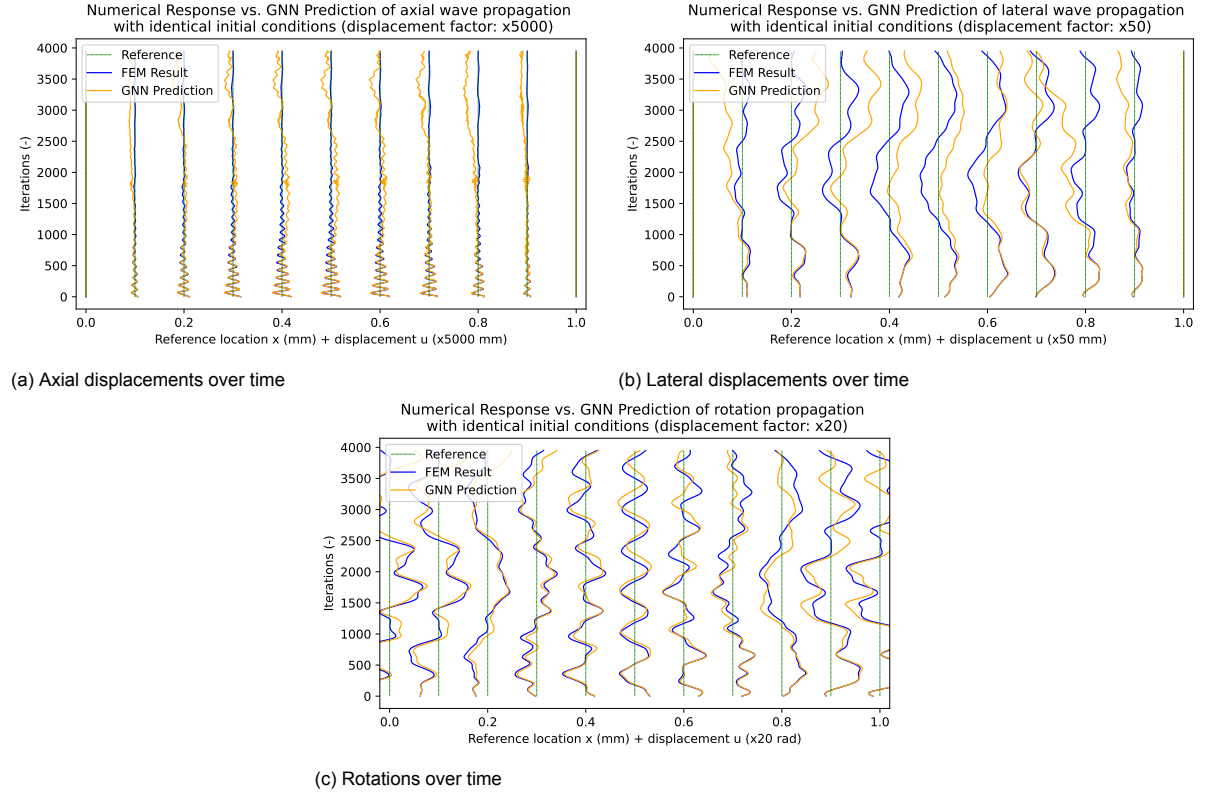 Numerical Response vs. GNN Prediction of axial wave propagation
with identical initial conditions (displacement factor: x5000)
4000
3500
3000
2500
2000
1500
1000
500
0
Iterations (-)
Reference
FEM Result
GNN Prediction
0.0 0.2 0.4 0.6 0.8 1.0
Reference location x (mm) + displacement u (x5000 mm)
(a) Axial displacements over time
Numerical Response vs. GNN Prediction of lateral wave propagation
with identical initial conditions (displacement factor: x50)
4000
3500
3000
2500
2000
1500
1000
500
0
Iterations (-)
Reference
FEM Result
GNN Prediction
0.0 0.2 0.4 0.6 0.8 1.0
Reference location x (mm) + displacement u (x50 mm)
(b) Lateral displacements over time
Numerical Response vs. GNN Prediction of rotation propagation
with identical initial conditions (displacement factor: x20)
4000
3500
3000
2500
2000
1500
1000
500
0
Iterations (-)
Reference
FEM Result
GNN Prediction
0.0 0.2 0.4 0.6 0.8 1.0
Reference location x (mm) + displacement u (x20 rad)
(c) Rotations over time